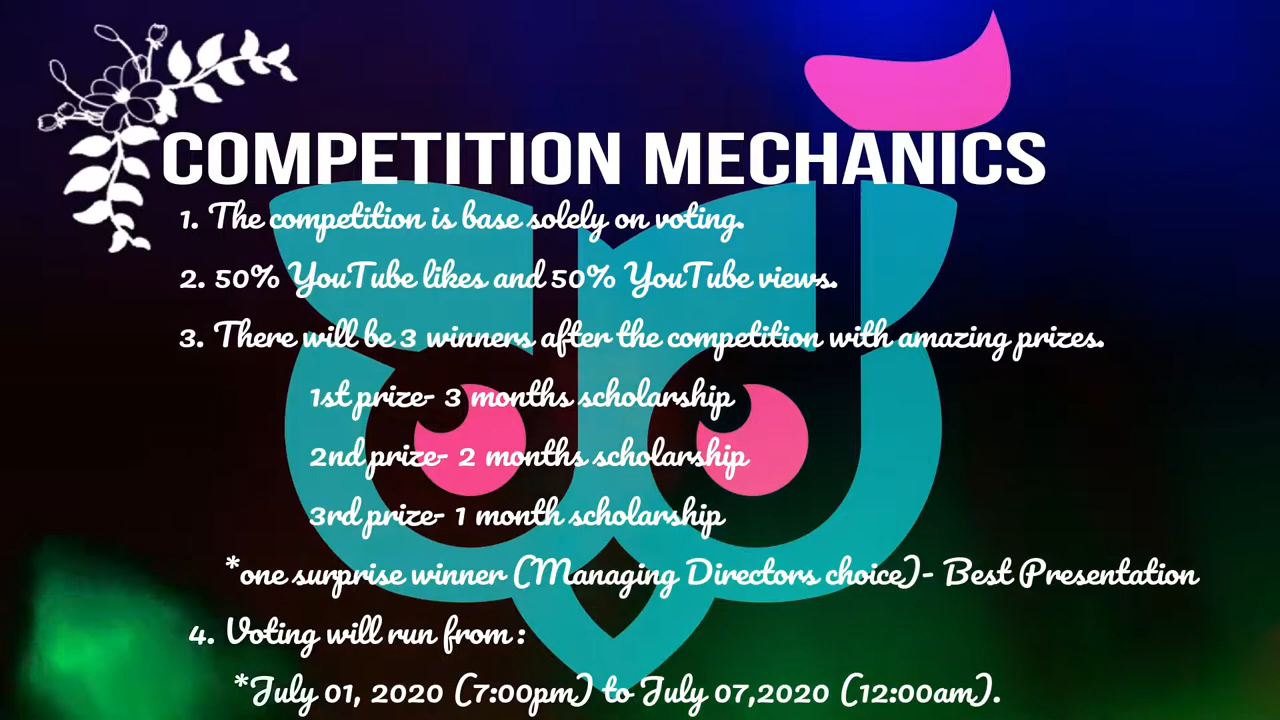 COMPETITION MECHANICS
1. The competition is base solely on voting.
2. 50% YouTube likes and 50% YouTube views.
3. There will be 3 winners after the competition with amazing prizes.
1st prize- 3 months scholarship
2nd prize- 2 months scholarship
3rd prize- 1 month scholarship
*one surprise winner (Managing Directors choice)- Best Presentation
4. Voting will run from :
*July 01, 2020 (7:00pm) to July 07,2020 (12:00am).